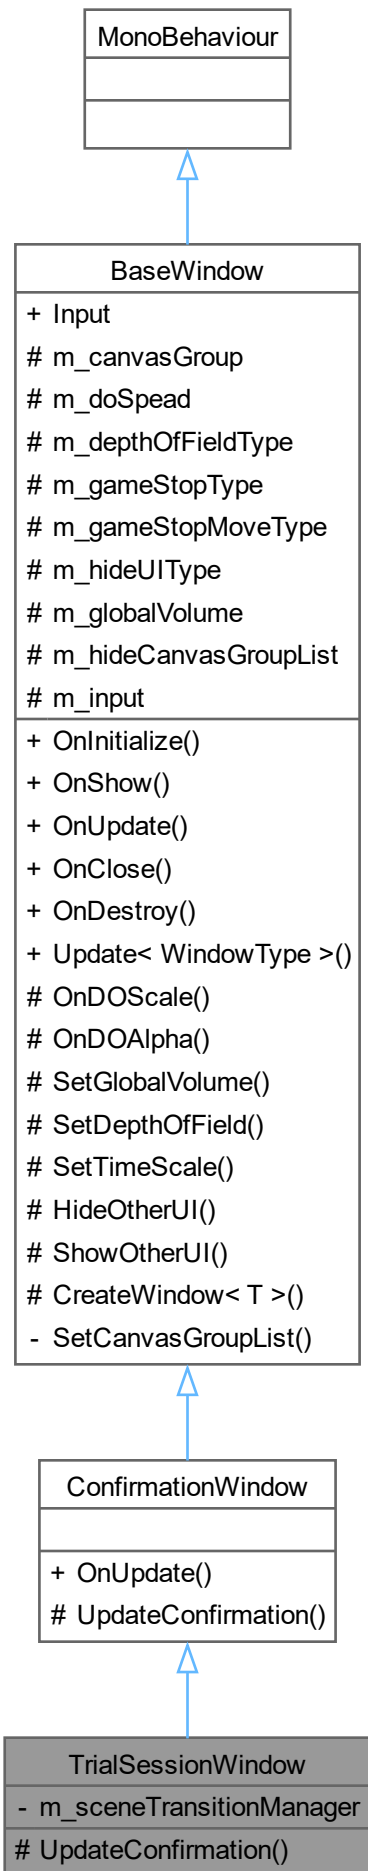 MonoBehaviour
BaseWindow
+ Input
# m_canvasGroup
# m_doSpead
# m_depthOfFieldType
# m_gameStopType
# m_gameStopMoveType
# m_hideUIType
# m_globalVolume
# m_hideCanvasGroupList
# m_input
+ OnInitialize()
+ OnShow()
+ OnUpdate()
+ OnClose()
+ OnDestroy()
+ Update< WindowType >()
# OnDOScale()
# OnDOAlpha()
# SetGlobalVolume()
# SetDepthOfField()
# SetTimeScale()
# HideOtherUI()
# ShowOtherUI()
# CreateWindow< T >()
- SetCanvasGroupList()
ConfirmationWindow
+ OnUpdate()
# UpdateConfirmation()
TrialSessionWindow
- m_sceneTransitionManager
# UpdateConfirmation()